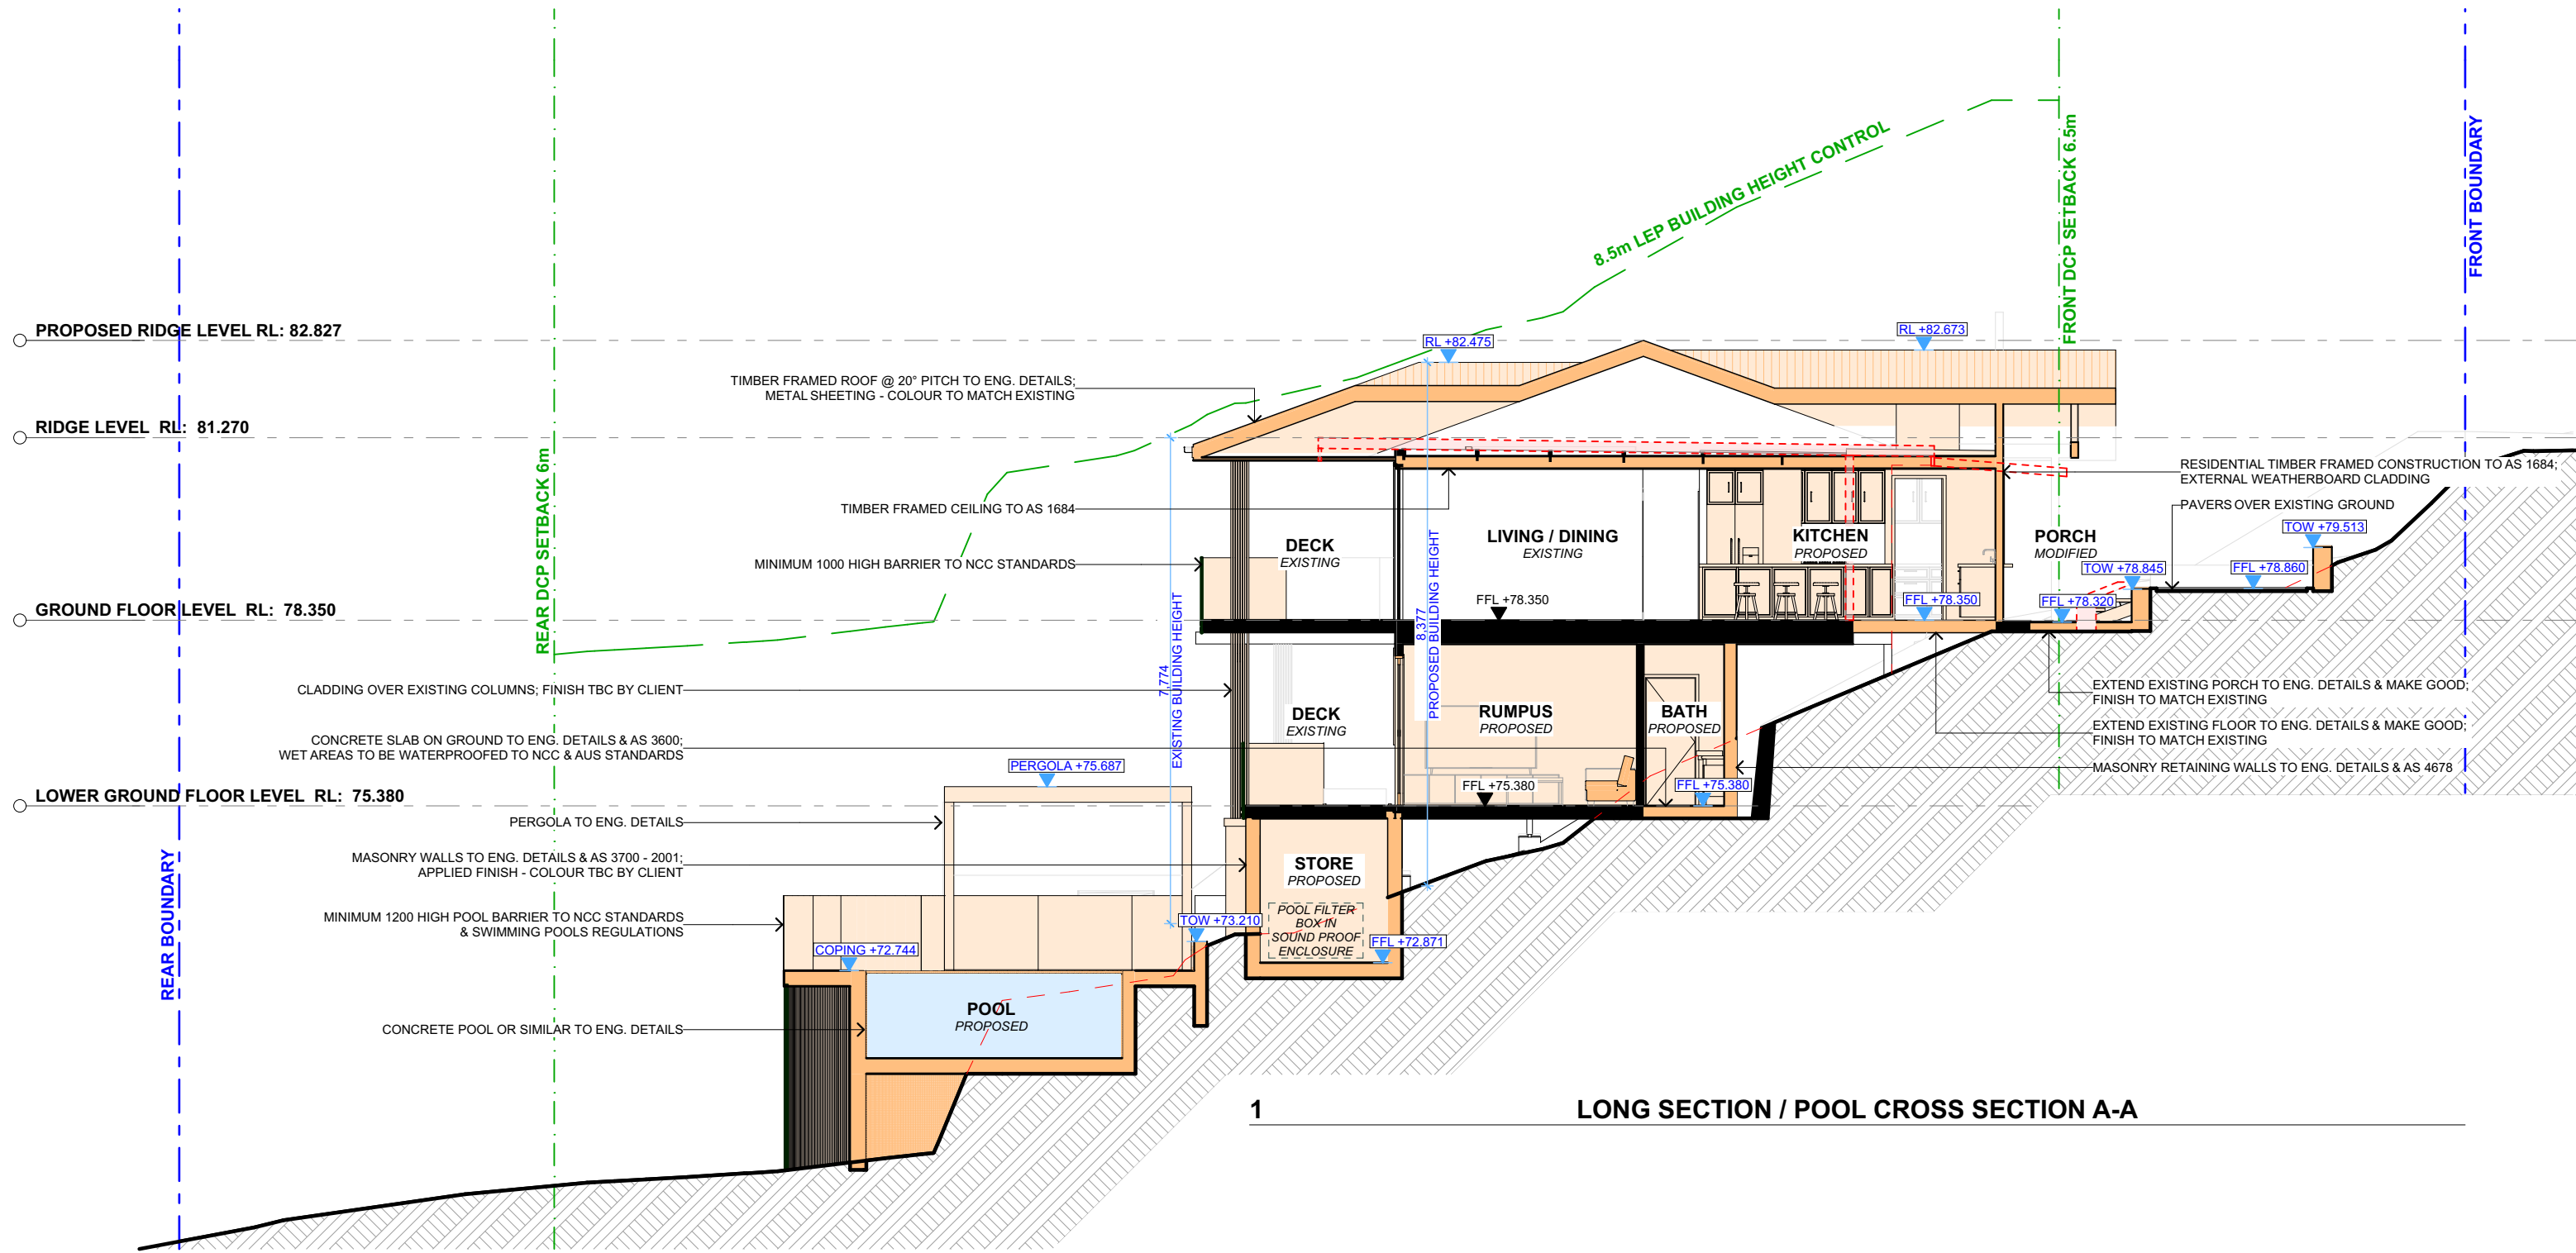 8.5m LEP BUILDING HEIGHT CONTROL
FRONT DCP SETBACK 6.5m
FRONT BOUNDARY
PROPOSED RIDGE LEVEL RL: 82.827
RL +82.475
RL +82.673
TIMBER FRAMED ROOF @ 20° PITCH TO ENG. DETAILS;
METAL SHEETING - COLOUR TO MATCH EXISTING
RIDGE LEVEL RL: 81.270
REAR DCP SETBACK 6m
RESIDENTIAL TIMBER FRAMED CONSTRUCTION TO AS 1684;
EXTERNAL WEATHERBOARD CLADDING
PAVERS OVER EXISTING GROUND
TIMBER FRAMED CEILING TO AS 1684
TOW +79.513
DECK
EXISTING
LIVING / DINING
EXISTING
KITCHEN
PROPOSED
PORCH
MODIFIED
MINIMUM 1000 HIGH BARRIER TO NCC STANDARDS
TOW +78.845
FFL +78.860
GROUND FLOOR LEVEL RL: 78.350
FFL +78.350
FFL +78.350
FFL +78.320
7,774
EXISTING BUILDING HEIGHT
8,377
PROPOSED BUILDING HEIGHT
CLADDING OVER EXISTING COLUMNS; FINISH TBC BY CLIENT
EXTEND EXISTING PORCH TO ENG. DETAILS & MAKE GOOD;
FINISH TO MATCH EXISTING
DECK
EXISTING
RUMPUS
PROPOSED
BATH
PROPOSED
EXTEND EXISTING FLOOR TO ENG. DETAILS & MAKE GOOD;
FINISH TO MATCH EXISTING
CONCRETE SLAB ON GROUND TO ENG. DETAILS & AS 3600;
WET AREAS TO BE WATERPROOFED TO NCC & AUS STANDARDS
PERGOLA +75.687
MASONRY RETAINING WALLS TO ENG. DETAILS & AS 4678
FFL +75.380
FFL +75.380
LOWER GROUND FLOOR LEVEL RL: 75.380
PERGOLA TO ENG. DETAILS
REAR BOUNDARY
MASONRY WALLS TO ENG. DETAILS & AS 3700 - 2001;
APPLIED FINISH - COLOUR TBC BY CLIENT
STORE
PROPOSED
MINIMUM 1200 HIGH POOL BARRIER TO NCC STANDARDS
& SWIMMING POOLS REGULATIONS
TOW +73.210
POOL FILTER
BOX IN
SOUND PROOF
ENCLOSURE
FFL +72.871
COPING +72.744
POOL
PROPOSED
CONCRETE POOL OR SIMILAR TO ENG. DETAILS
1
LONG SECTION / POOL CROSS SECTION A-A